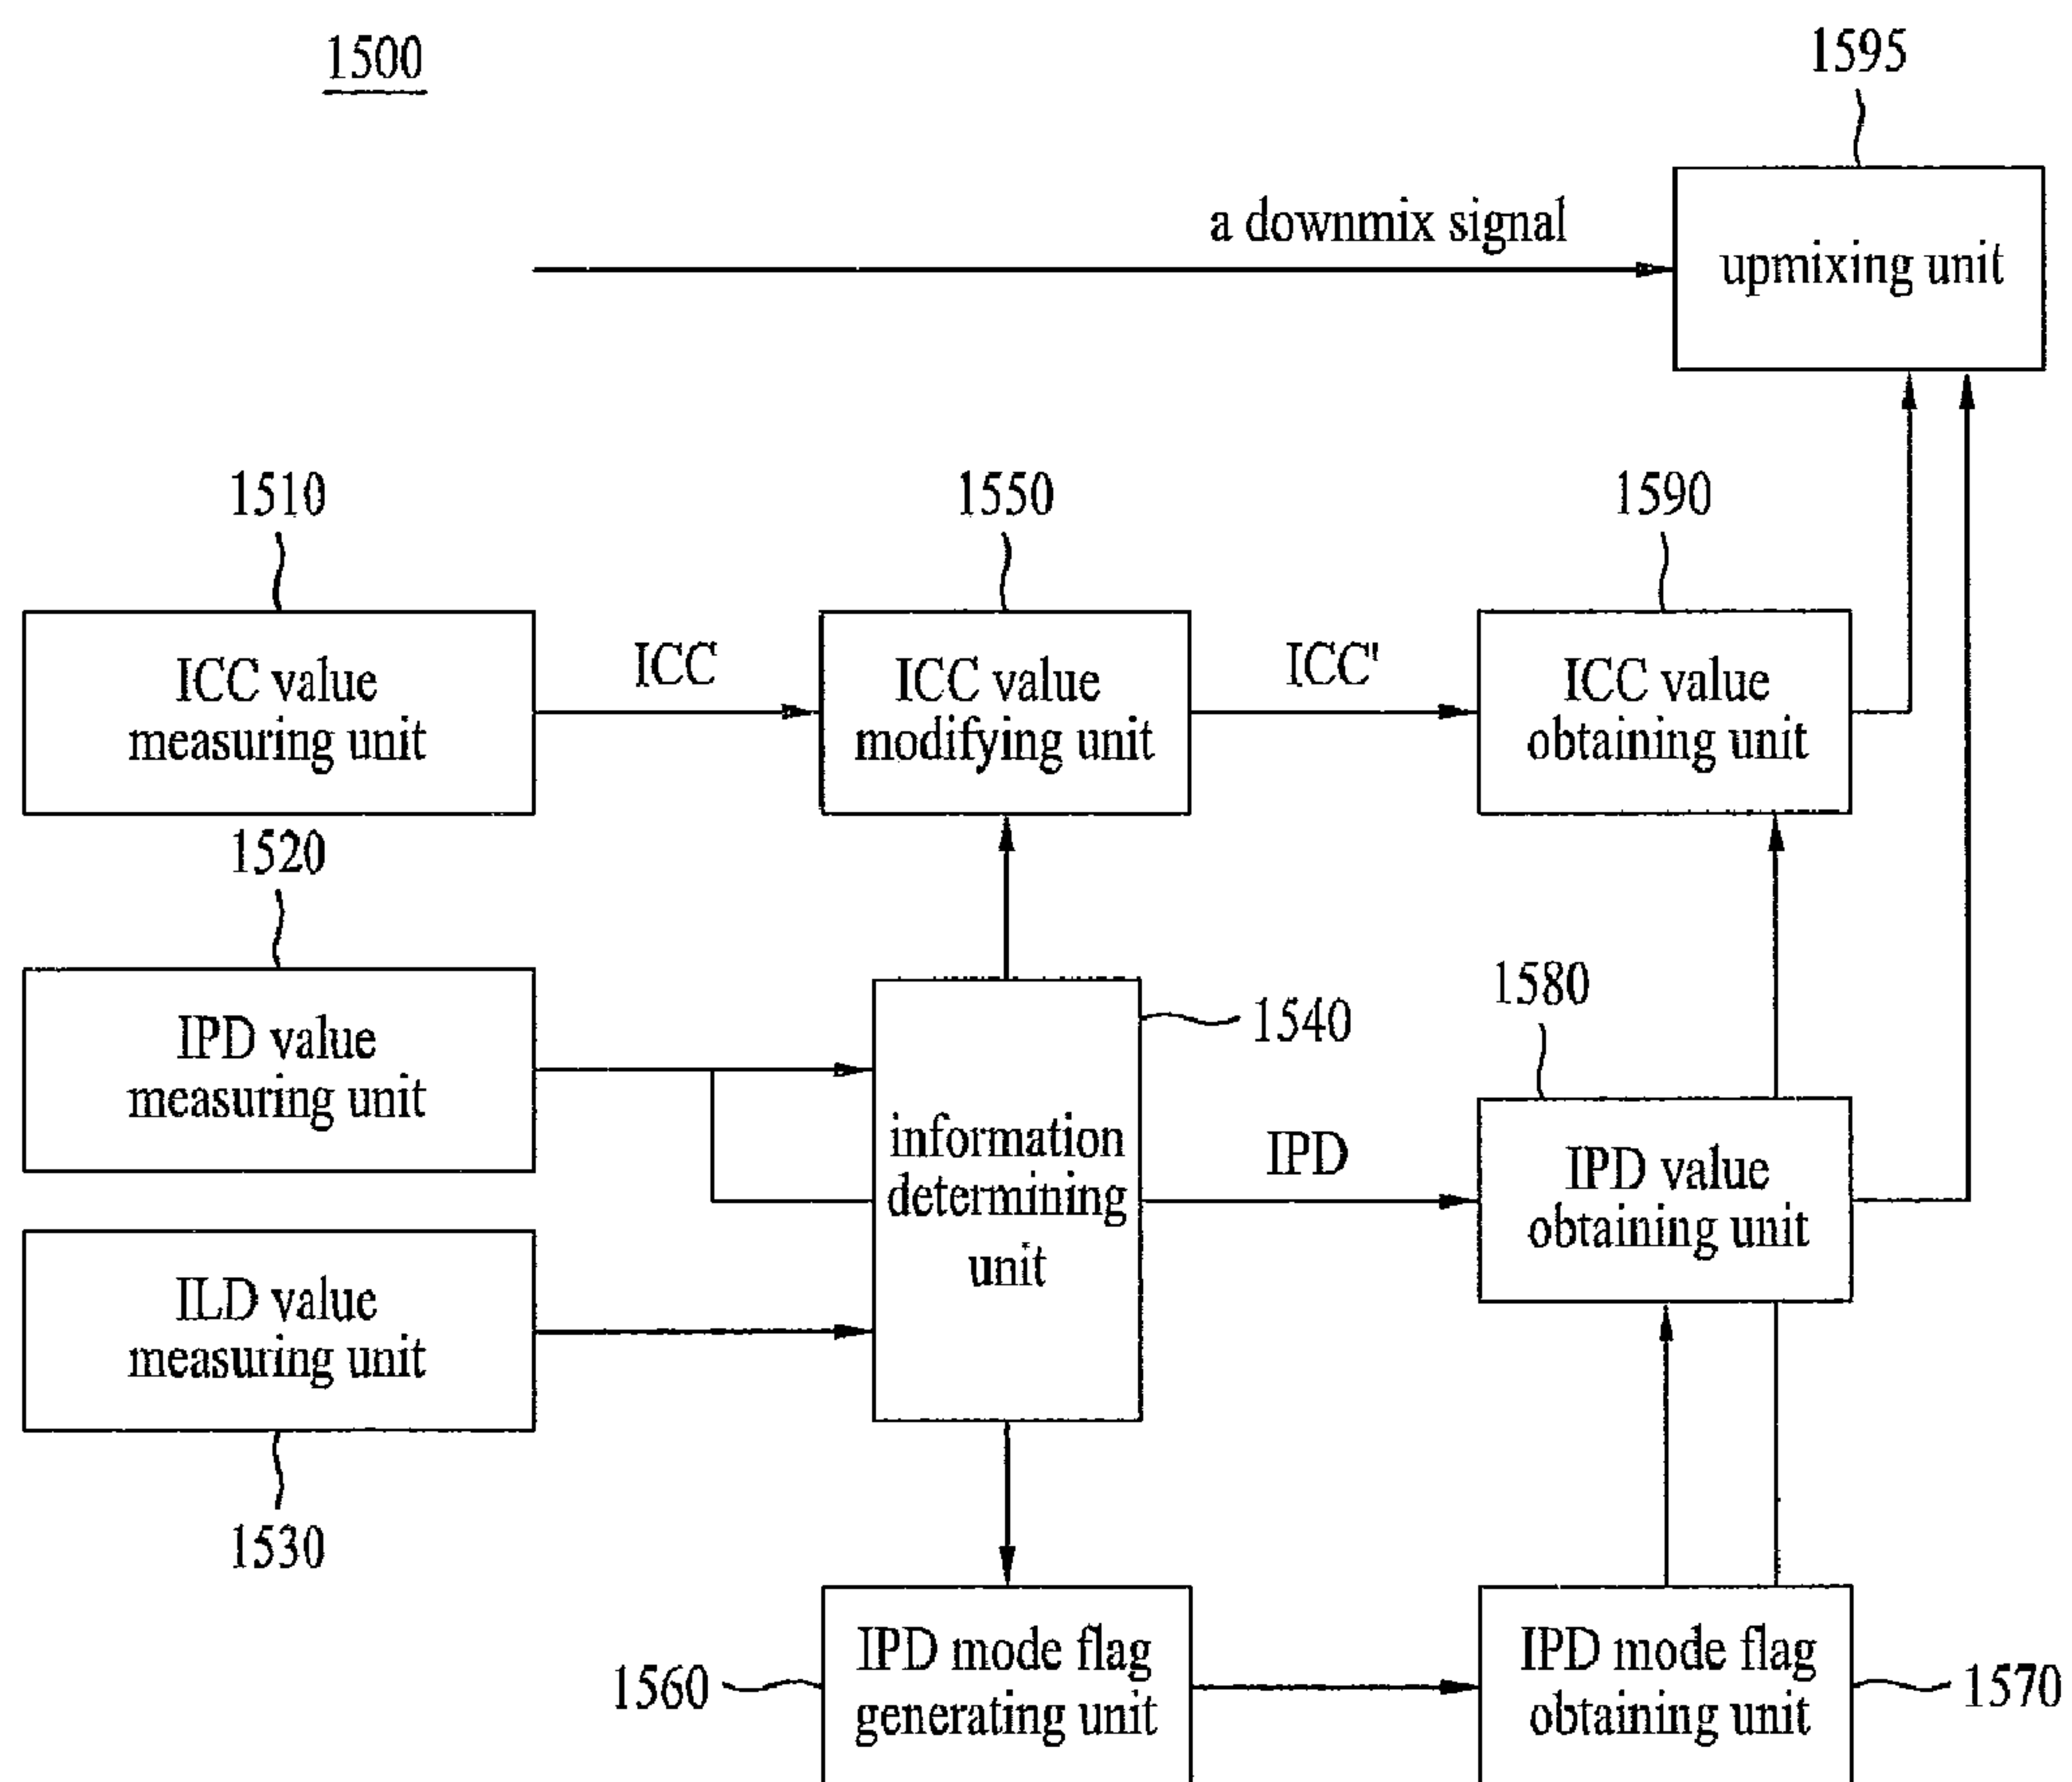 1500
1595
a downmix signal
upmixing unit
1510
1550
1590
ICC value
measuring unit
ICC
ICC value
modifying unit
ICC'
ICC value
obtaining unit
1520
IPD value
measuring unit
1540
1580
information
determining
unit
IPD
IPD value
obtaining unit
ILD value
measuring unit
1530
1560
IPD mode flag
generating unit
IPD mode flag
obtaining unit
1570